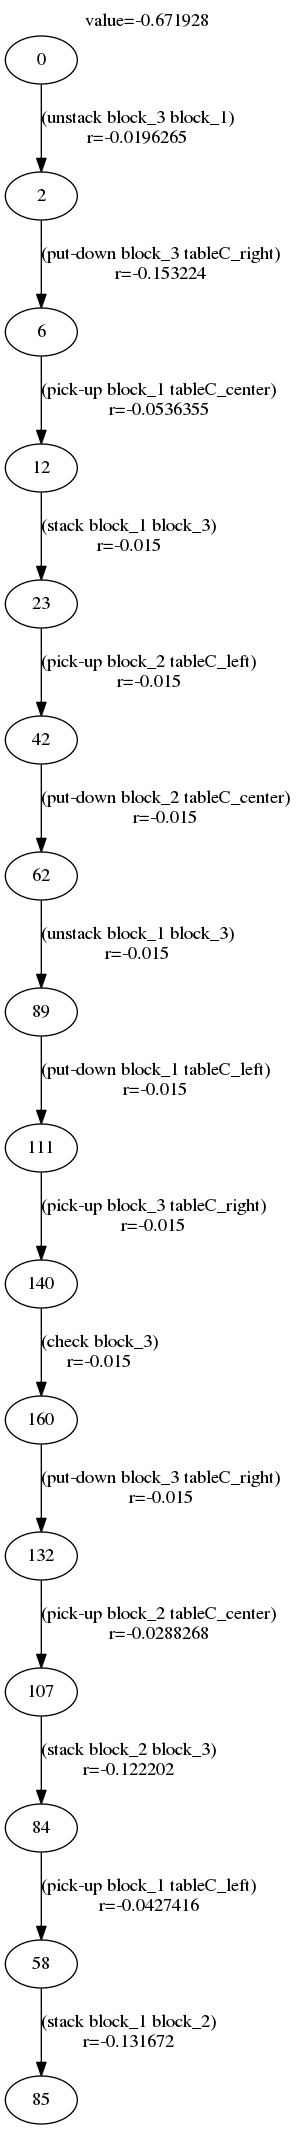 value=-0.671928
0
(unstack block_3 block_1)
r=-0.0196265
2
(put-down block_3 tableC_right)
r=-0.153224
6
(pick-up block_1 tableC_center)
r=-0.0536355
12
(stack block_1 block_3)
r=-0.015
23
(pick-up block_2 tableC_left)
r=-0.015
42
(put-down block_2 tableC_center)
r=-0.015
62
(unstack block_1 block_3)
r=-0.015
89
(put-down block_1 tableC_left)
r=-0.015
111
(pick-up block_3 tableC_right)
r=-0.015
140
(check block_3)
r=-0.015
160
(put-down block_3 tableC_right)
r=-0.015
132
(pick-up block_2 tableC_center)
r=-0.0288268
107
(stack block_2 block_3)
r=-0.122202
84
(pick-up block_1 tableC_left)
r=-0.0427416
58
(stack block_1 block_2)
r=-0.131672
85